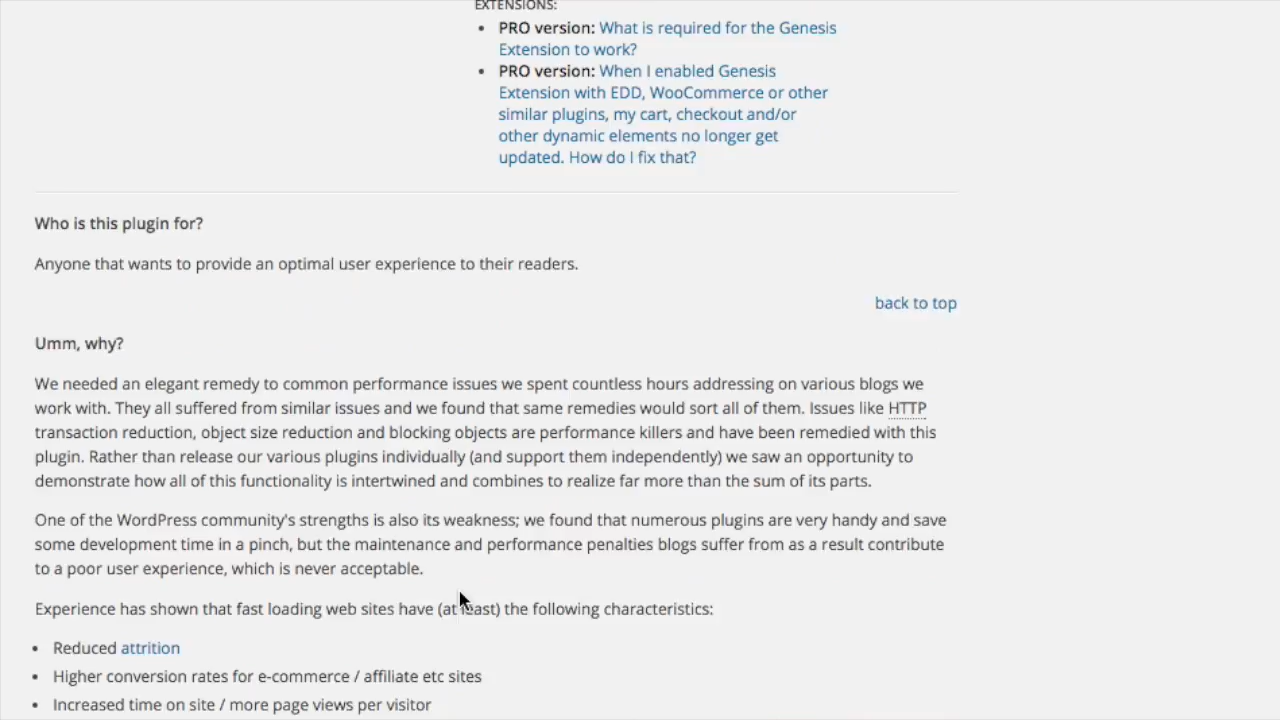 EXTENSIONS:
• PRO version: What is required for the Genesis
Extension to work?
• PRO version: When I enabled Genesis
Extension with EDD, WooCommerce or other
similar plugins, my cart, checkout and/or
other dynamic elements no longer get
updated. How do I fix that?
Who is this plugin for?
Anyone that wants to provide an optimal user experience to their readers.
back to top
Umm, why?
We needed an elegant remedy to common performance issues we spent countless hours addressing on various blogs we
work with. They all suffered from similar issues and we found that same remedies would sort all of them. Issues like HTTP
transaction reduction, object size reduction and blocking objects are performance killers and have been remedied with this
plugin. Rather than release our various plugins individually (and support them independently) we saw an opportunity to
demonstrate how all of this functionality is intertwined and combines to realize far more than the sum of its parts.
One of the WordPress community's strengths is also its weakness; we found that numerous plugins are very handy and save
some development time in a pinch, but the maintenance and performance penalties blogs suffer from as a result contribute
to a poor user experience, which is never acceptable.
Experience has shown that fast loading web sites have (at least) the following characteristics:
• Reduced attrition
• Higher conversion rates for e-commerce / affiliate etc sites
• Increased time on site / more page views per visitor